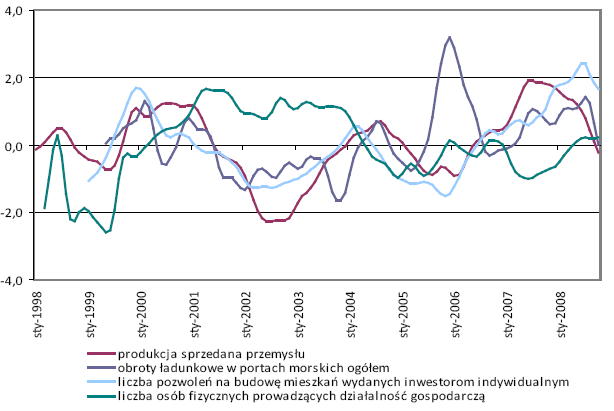 4,0
2,0
0,0
-2,0
-4,0
sty-1998
sty-1999
sty-2000
sty-2001
sty-2002
sty-2003
sty-2004
sty-2005
sty-2006
sty-2007
sty-2008
produkcja sprzedana przemysłu
obroty ładunkowe w portach morskich ogółem
liczba pozwoleń na budowę mieszkań wydanych inwestorom indywidualnym
liczba osób fizycznych prowadzących działalność gospodarczą